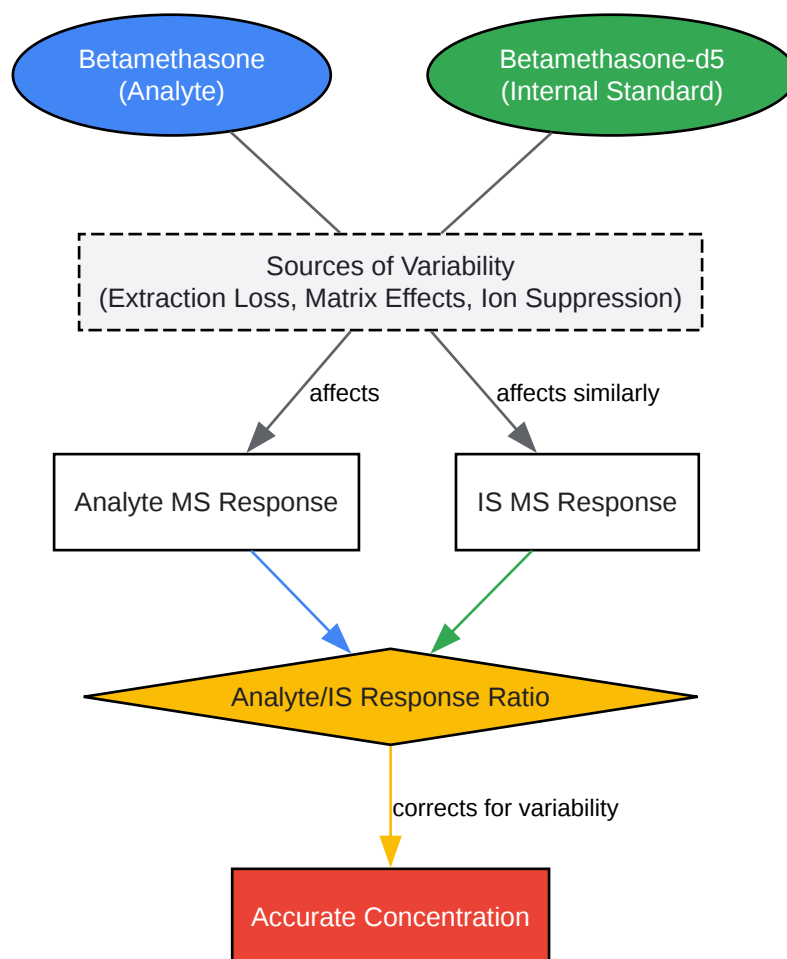 Betamethasone
(Analyte)
Betamethasone-d5
(Internal Standard)
Sources of Variability
(Extraction Loss, Matrix Effects, Ion Suppression)
affects
affects similarly
Analyte MS Response
IS MS Response
Analyte/IS Response Ratio
corrects for variability
Accurate Concentration